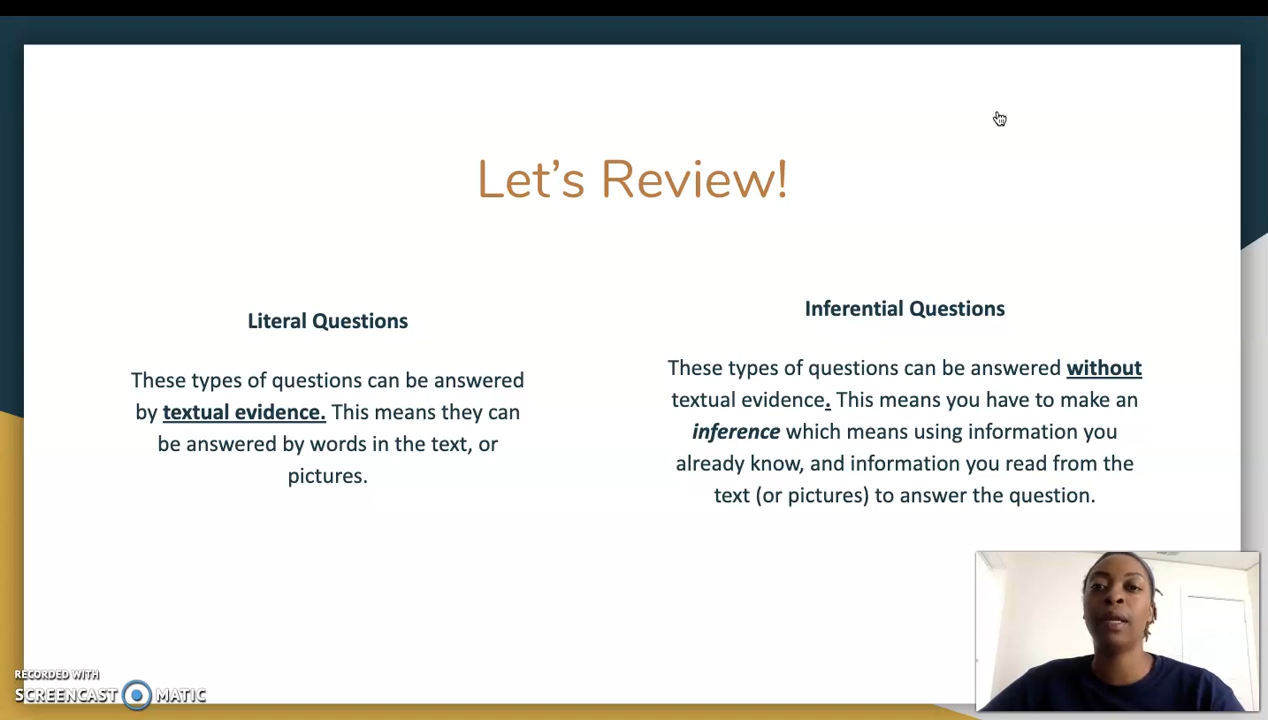 Let's Review!
Literal Questions
These types of questions can be answered
by textual evidence. This means they can
be answered by words in the text, or
pictures.
Inferential Questions
These types of questions can be answered without
textual evidence. This means you have to make an
inference which means using information you
already know, and information you read from the
text (or pictures) to answer the question.
RECORDED WITH
SCREENCAST MATIC